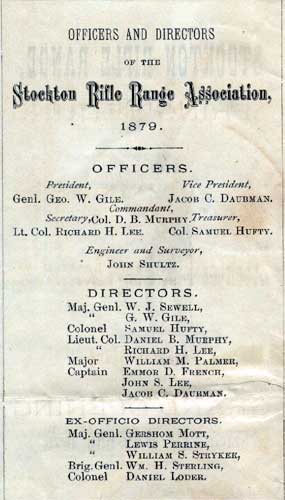 OFFICERS AND DIRECTORS
OF THE
Stockton Rifle Range Association,
1879.
OFFICERS.
President, Vice President,
Genl. GEO. W. GILE. JACOB C. DAUBMAN.
Commandant,
Secretary, Col. D. B. MURPHY. Treasurer,
Lt. Col. RICHARD H. LEE. Col. SAMUEL HUFTY.
Engineer and Surveyor,
JOHN SHULTZ.
DIRECTORS.
Maj. Genl. W. J. SEWELL,
" G. W. GILE,
Colonel SAMUEL HUFTY,
Lieut. Col. DANIEL B. MURPHY,
" RICHARD H. LEE,
Major WILLIAM M. PALMER,
Captain EMMOR D. FRENCH,
JOHN S. LEE,
JACOB C. DAUBMAN.
EX-OFFICIO DIRECTORS.
Maj. Genl. GERSHOM MOTT,
" LEWIS PERRINE,
" WILLIAM S. STRYKER,
Brig. Genl. WM. H. STERLING,
Colonel DANIEL LODER.